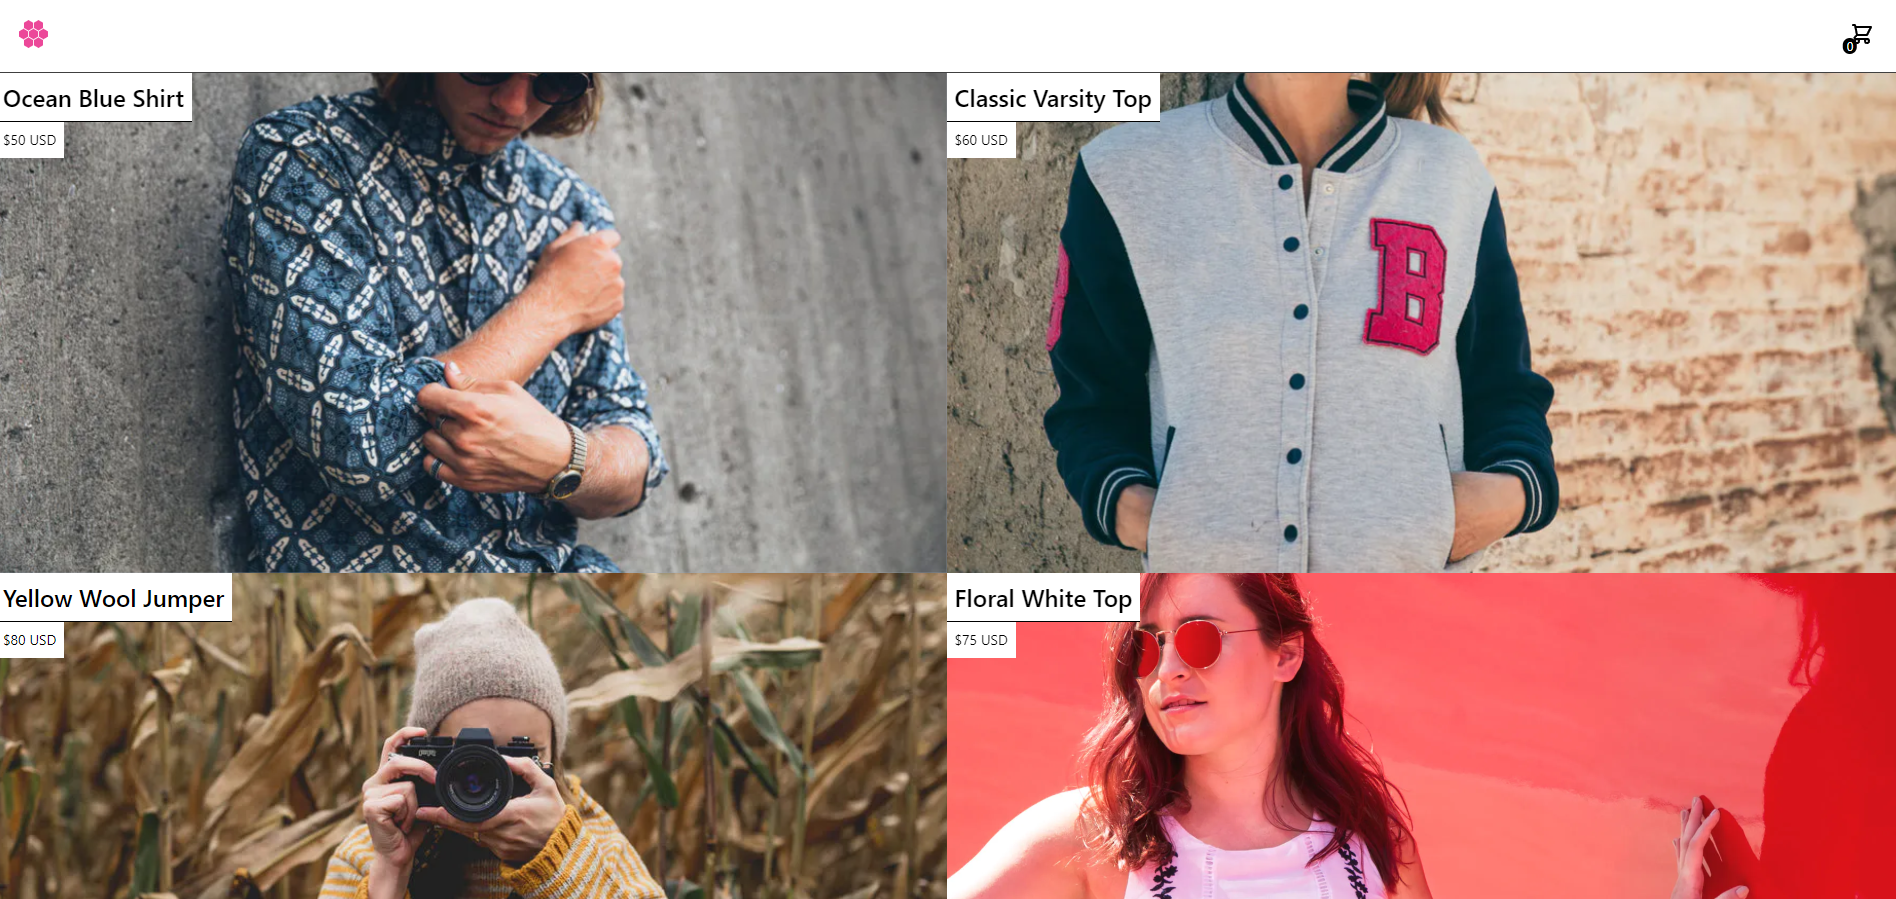 0
Ocean Blue Shirt
$50 USD
Classic Varsity Top
$60 USD
B
Yellow Wool Jumper
$80 USD
Floral White Top
$75 USD